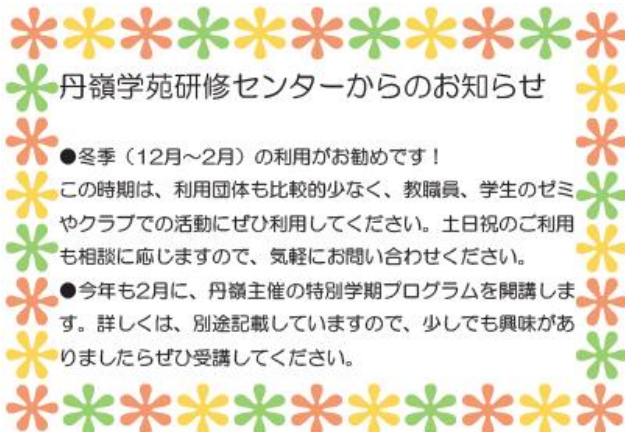 丹嶺学苑研修センターからのお知らせ
●冬季（12月～2月）の利用がお勧めです！
この時期は、利用団体も比較的少なく、教職員、学生のゼミ
やクラブでの活動にぜひ利用してください。土日祝のご利用
も相談に応じますので、気軽にお問い合わせください。
●今年も2月に、丹嶺主催の特別学期プログラムを開講しま
す。詳しくは、別途記載していますので、少しでも興味があ
りましたらぜひ受講してください。